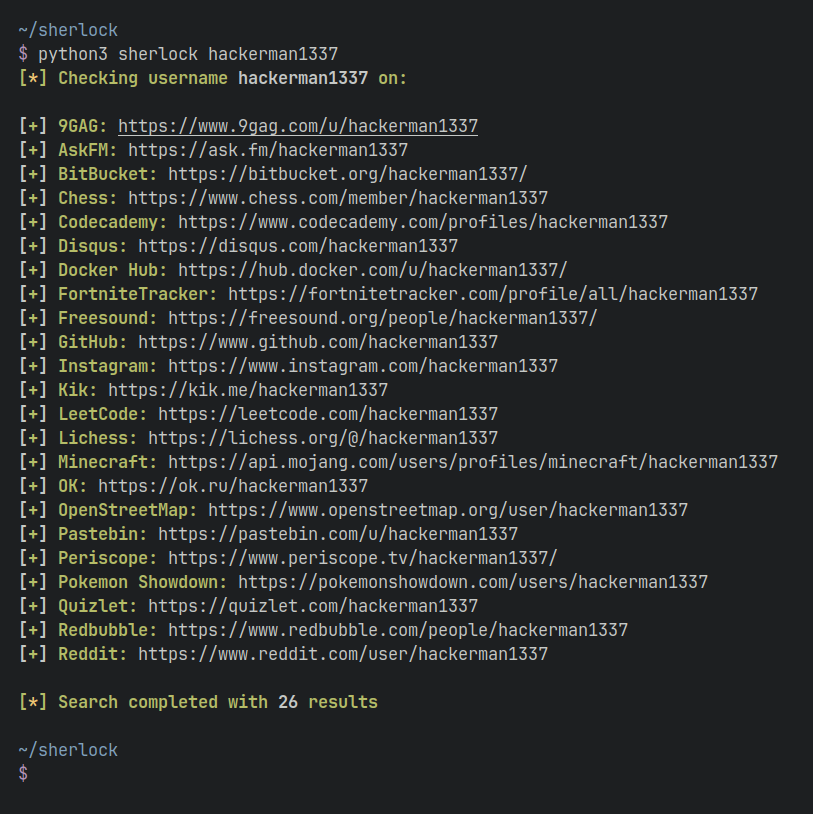 ~/sherlock
$ python3 sherlock hackerman1337
[*] Checking username hackerman1337 on:
[+] 9GAG: https://www.9gag.com/u/hackerman1337
[+] AskFM: https://ask.fm/hackerman1337
[+] BitBucket: https://bitbucket.org/hackerman1337/
[+] Chess: https://www.chess.com/member/hackerman1337
[+] Codecademy: https://www.codecademy.com/profiles/hackerman1337
[+] Disqus: https://disqus.com/hackerman1337
[+] Docker Hub: https://hub.docker.com/u/hackerman1337/
[+] FortniteTracker: https://fortnitetracker.com/profile/all/hackerman1337
[+] Freesound: https://freesound.org/people/hackerman1337/
[+] GitHub: https://www.github.com/hackerman1337
[+] Instagram: https://www.instagram.com/hackerman1337
[+] Kik: https://kik.me/hackerman1337
[+] LeetCode: https://leetcode.com/hackerman1337
[+] Lichess: https://lichess.org/@/hackerman1337
[+] Minecraft: https://api.mojang.com/users/profiles/minecraft/hackerman1337
[+] OK: https://ok.ru/hackerman1337
[+] OpenStreetMap: https://www.openstreetmap.org/user/hackerman1337
[+] Pastebin: https://pastebin.com/u/hackerman1337
[+] Periscope: https://www.periscope.tv/hackerman1337/
[+] Pokemon Showdown: https://pokemonshowdown.com/users/hackerman1337
[+] Quizlet: https://quizlet.com/hackerman1337
[+] Redbubble: https://www.redbubble.com/people/hackerman1337
[+] Reddit: https://www.reddit.com/user/hackerman1337
[*] Search completed with 26 results
~/sherlock
$